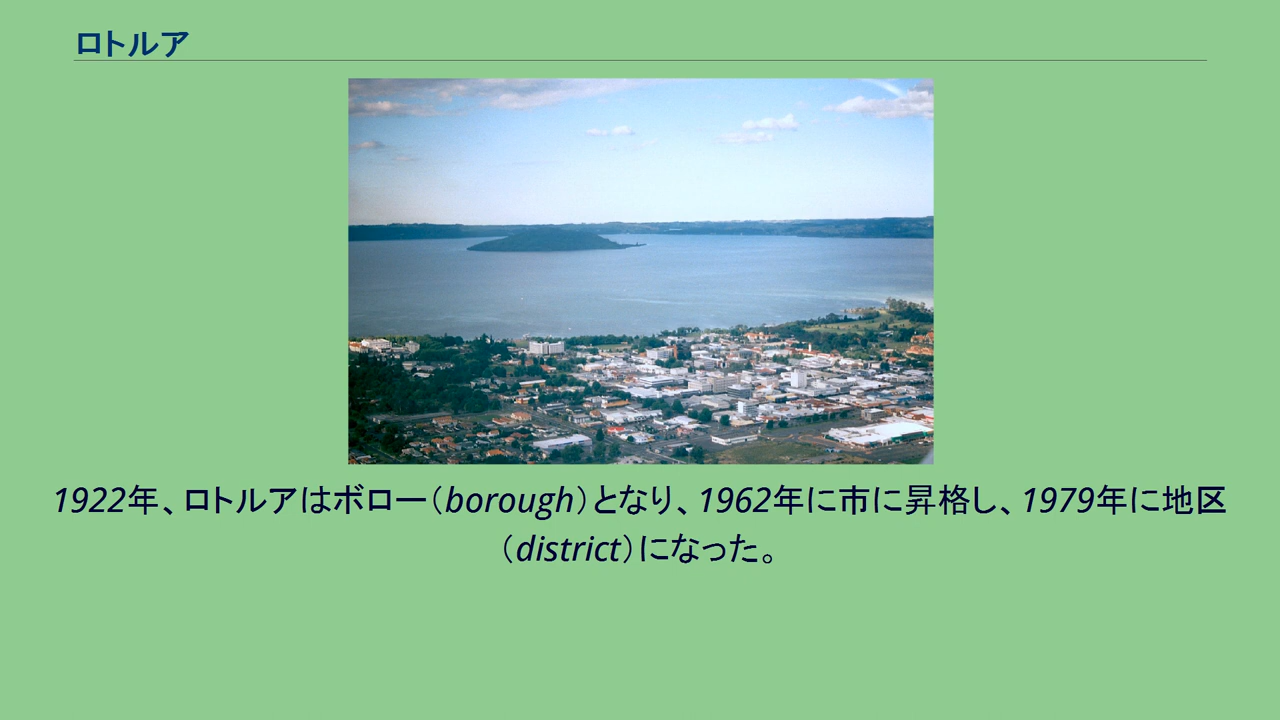 ロトルア
1922年、ロトルアはボロー（borough）となり、1962年に市に昇格し、1979年に地区
（district）になった。